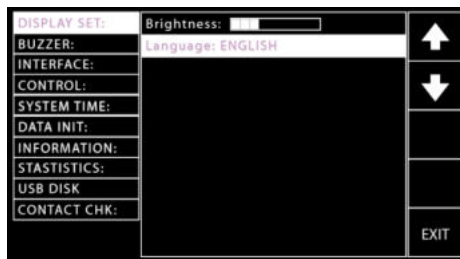 DISPLAY SET:
BUZZER:
INTERFACE:
CONTROL:
SYSTEM TIME:
DATA INIT:
INFORMATION:
STASTISTICS:
USB DISK
CONTACT CHK:
Brightness:
Language: ENGLISH
EXIT